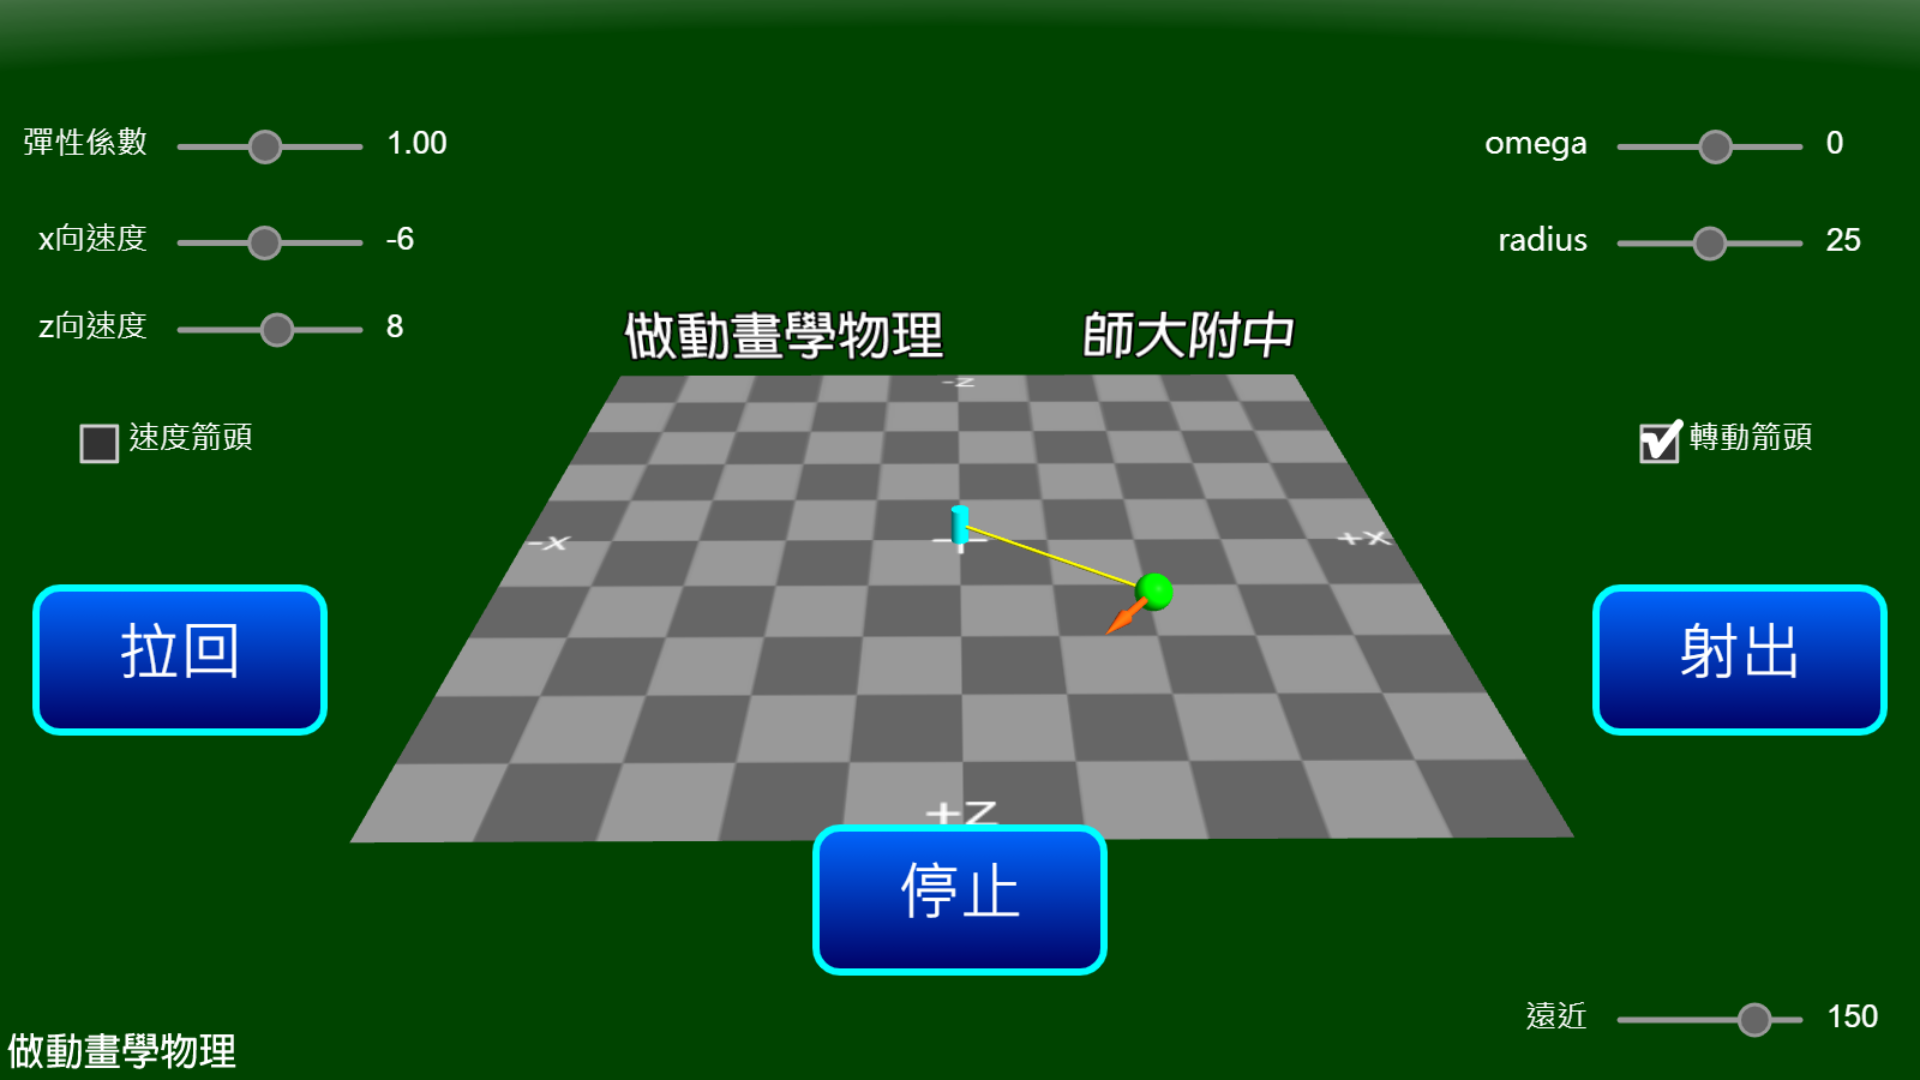 彈性係數 1.00
omega 0
x向速度 -6
radius 25
z向速度 8
做動畫學物理 師大附中
-Z
速度箭頭
轉動箭頭
-X
+X
拉回
射出
+Z
停止
遠近 150
做動畫學物理